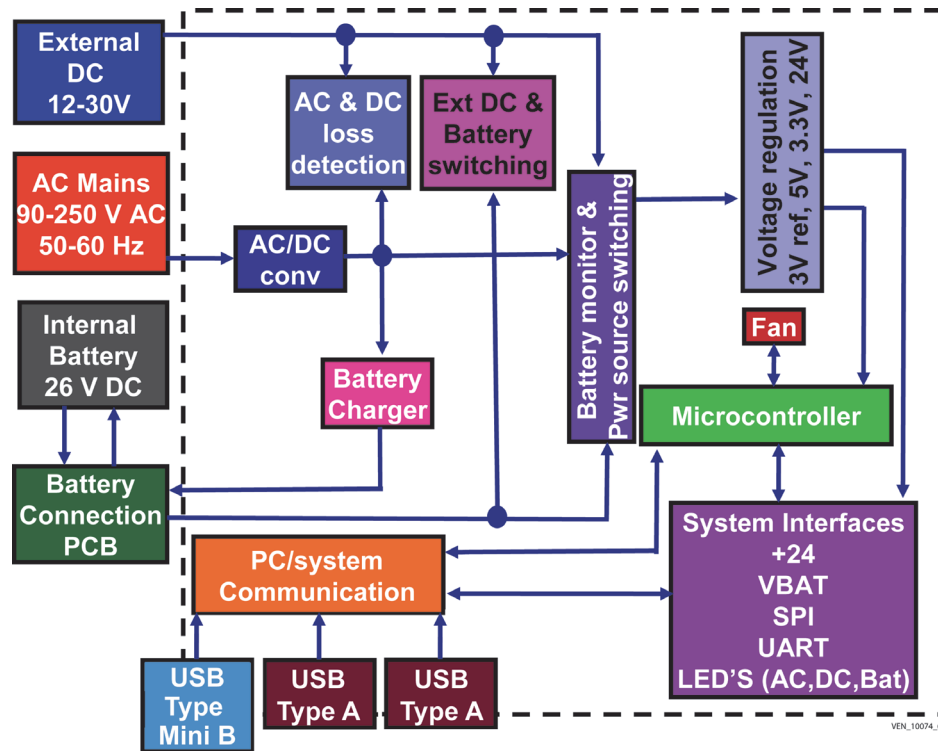 External
DC
12-30V
AC & DC
loss
detection
Ext DC &
Battery
switching
Voltage regulation
3V ref, 5V, 3.3V, 24V
AC Mains
90-250 V AC
50-60 Hz
AC/DC
conv
Battery monitor &
Pwr source switching
Internal
Battery
26 V DC
Battery
Charger
Fan
Microcontroller
Battery
Connection
PCB
PC/system
Communication
System Interfaces
+24
VBAT
SPI
UART
LED'S (AC,DC,Bat)
USB
Type
Mini B
USB
Type A
USB
Type A